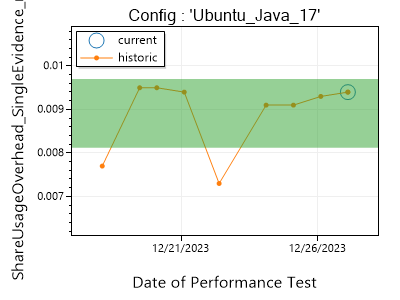 Config : 'Ubuntu_Java_17'
current
historic
0.01
0.009
0.008
0.007
12/21/2023
12/26/2023
Date of Performance Test
ShareUsageOverhead_SingleEvidence_